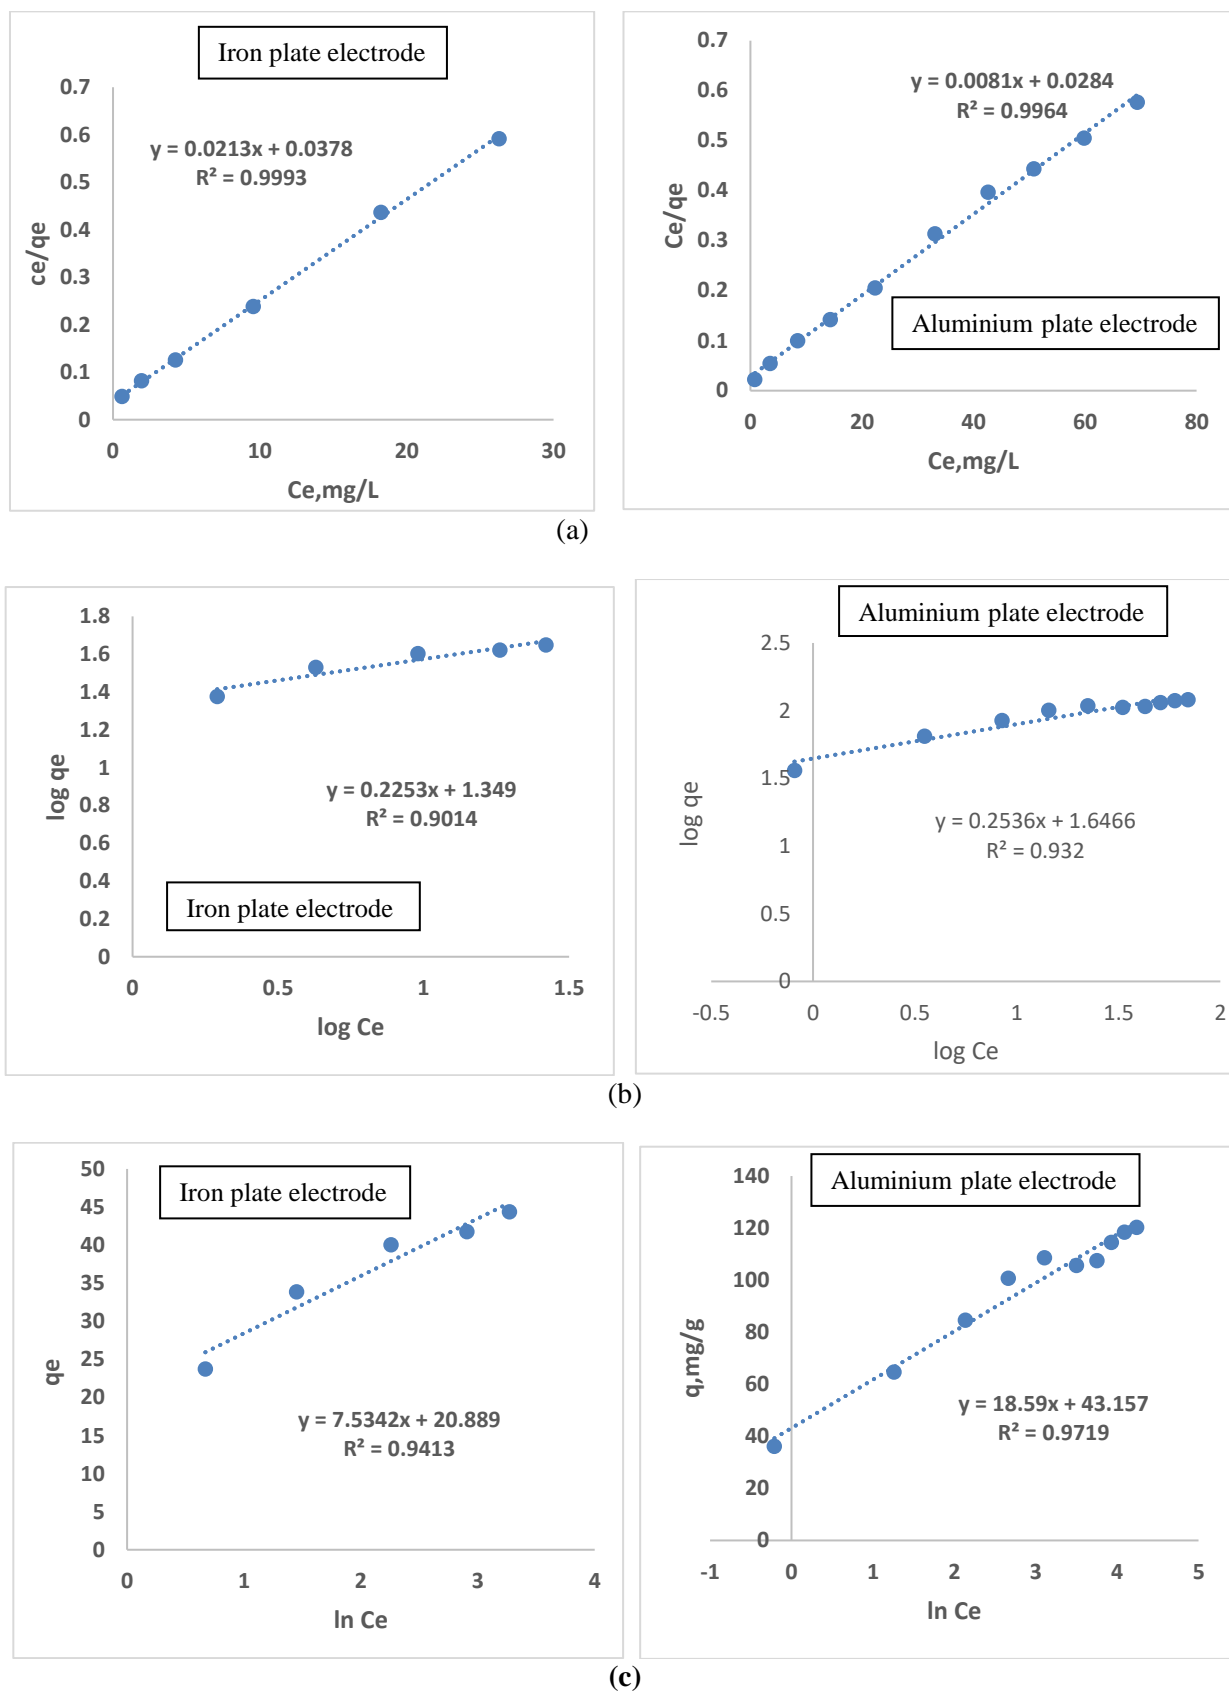 Iron plate electrode
0.7
0.6
0.5
0.4
0.3
0.2
0.1
0
ce/qe
y = 0.0213x + 0.0378
R² = 0.9993
0 10 20 30
Ce,mg/L
0.7
0.6
0.5
0.4
0.3
0.2
0.1
0
Ce/qe
y = 0.0081x + 0.0284
R² = 0.9964
Aluminium plate electrode
0 20 40 60 80
Ce,mg/L
(a)
1.8
1.6
1.4
1.2
1
0.8
0.6
0.4
0.2
0
log qe
y = 0.2253x + 1.349
R² = 0.9014
Iron plate electrode
0 0.5 1 1.5
log Ce
Aluminium plate electrode
2.5
2
1.5
1
0.5
0
log qe
y = 0.2536x + 1.6466
R² = 0.932
-0.5 0 0.5 1 1.5 2
log Ce
(b)
Iron plate electrode
50
45
40
35
30
25
20
15
10
5
0
qe
y = 7.5342x + 20.889
R² = 0.9413
0 1 2 3 4
ln Ce
Aluminium plate electrode
140
120
100
80
60
40
20
0
q,mg/g
y = 18.59x + 43.157
R² = 0.9719
-1 0 1 2 3 4 5
ln Ce
(c)